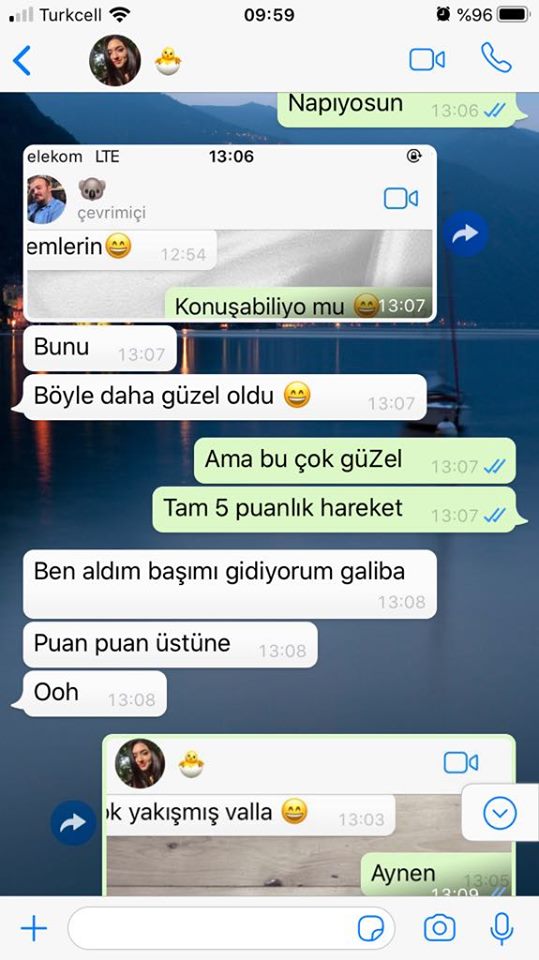 Turkcell 09:59 %96
Napıyosun 13:06
elekom LTE 13:06
çevrimiçi
emlerin😄 12:54
Konuşabiliyo mu 😄 13:07
Bunu 13:07
Böyle daha güzel oldu 😄 13:07
Ama bu çok güZel 13:07
Tam 5 puanlık hareket 13:07
Ben aldım başımı gidiyorum galiba
13:08
Puan puan üstüne 13:08
Ooh 13:08
ok yakışmış valla 😄 13:03
Aynen 13:05
13:09